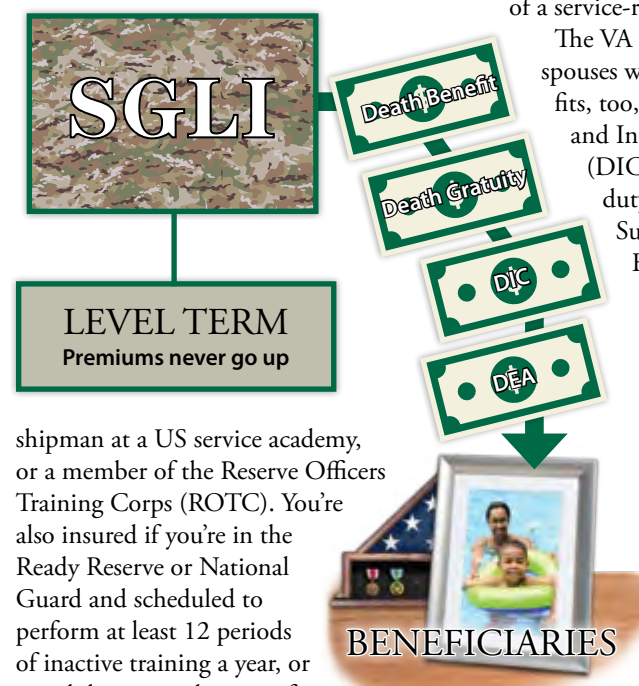 SGLI
LEVEL TERM
Premiums never go up
Death Benefit
Death Gratuity
DIC
DEA
BENEFICIARIES
of a service-r
The VA
spouses w
fits, too,
and In
(DIC
dut
Su
shipman at a US service academy,
or a member of the Reserve Officers
Training Corps (ROTC). You’re
also insured if you’re in the
Ready Reserve or National
Guard and scheduled to
perform at least 12 periods
of inactive training a year, or